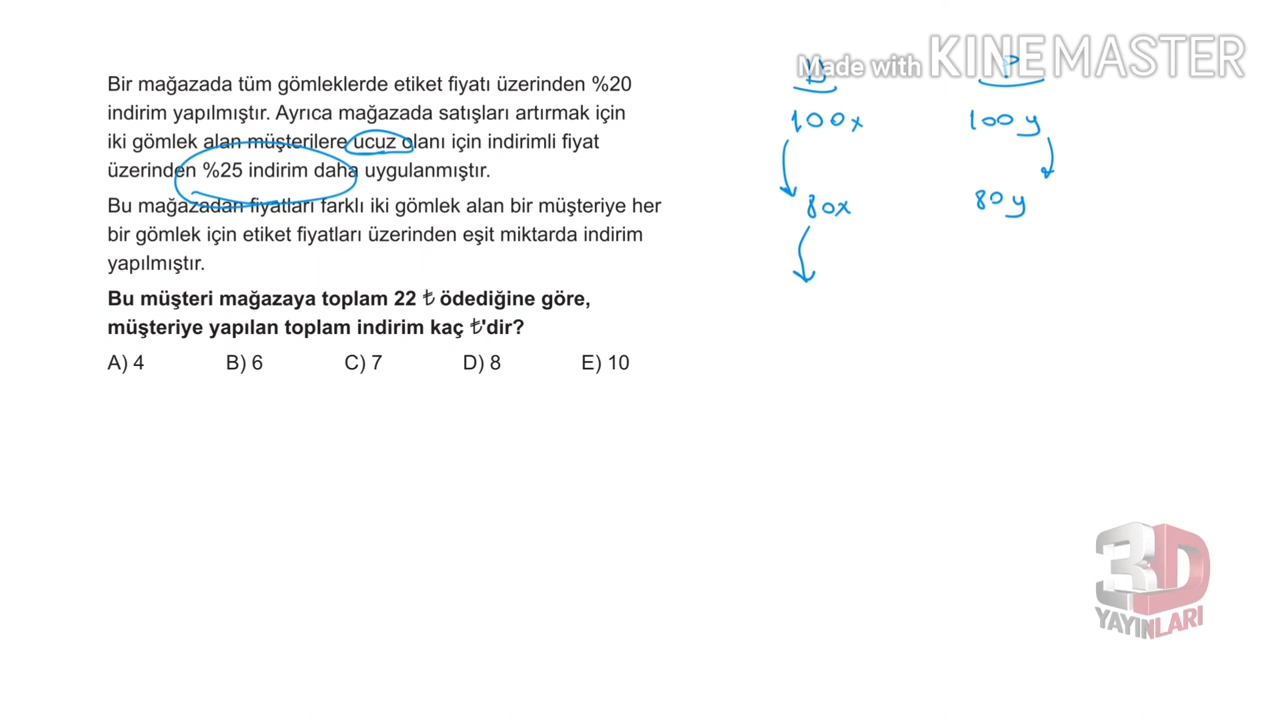 Made with KINEMASTER
Bir mağazada tüm gömleklerde etiket fiyatı üzerinden %20
indirim yapılmıştır. Ayrıca mağazada satışları artırmak için
iki gömlek alan müşterilere ucuz olanı için indirimli fiyat
üzerinden %25 indirim daha uygulanmıştır.
Bu mağazadan fiyatları farklı iki gömlek alan bir müşteriye her
bir gömlek için etiket fiyatları üzerinden eşit miktarda indirim
yapılmıştır.
Bu müşteri mağazaya toplam 22 ₺ ödediğine göre,
müşteriye yapılan toplam indirim kaç ₺'dir?
A) 4 B) 6 C) 7 D) 8 E) 10
P
100x 100y
80x 80y
3D
YAYINLARI